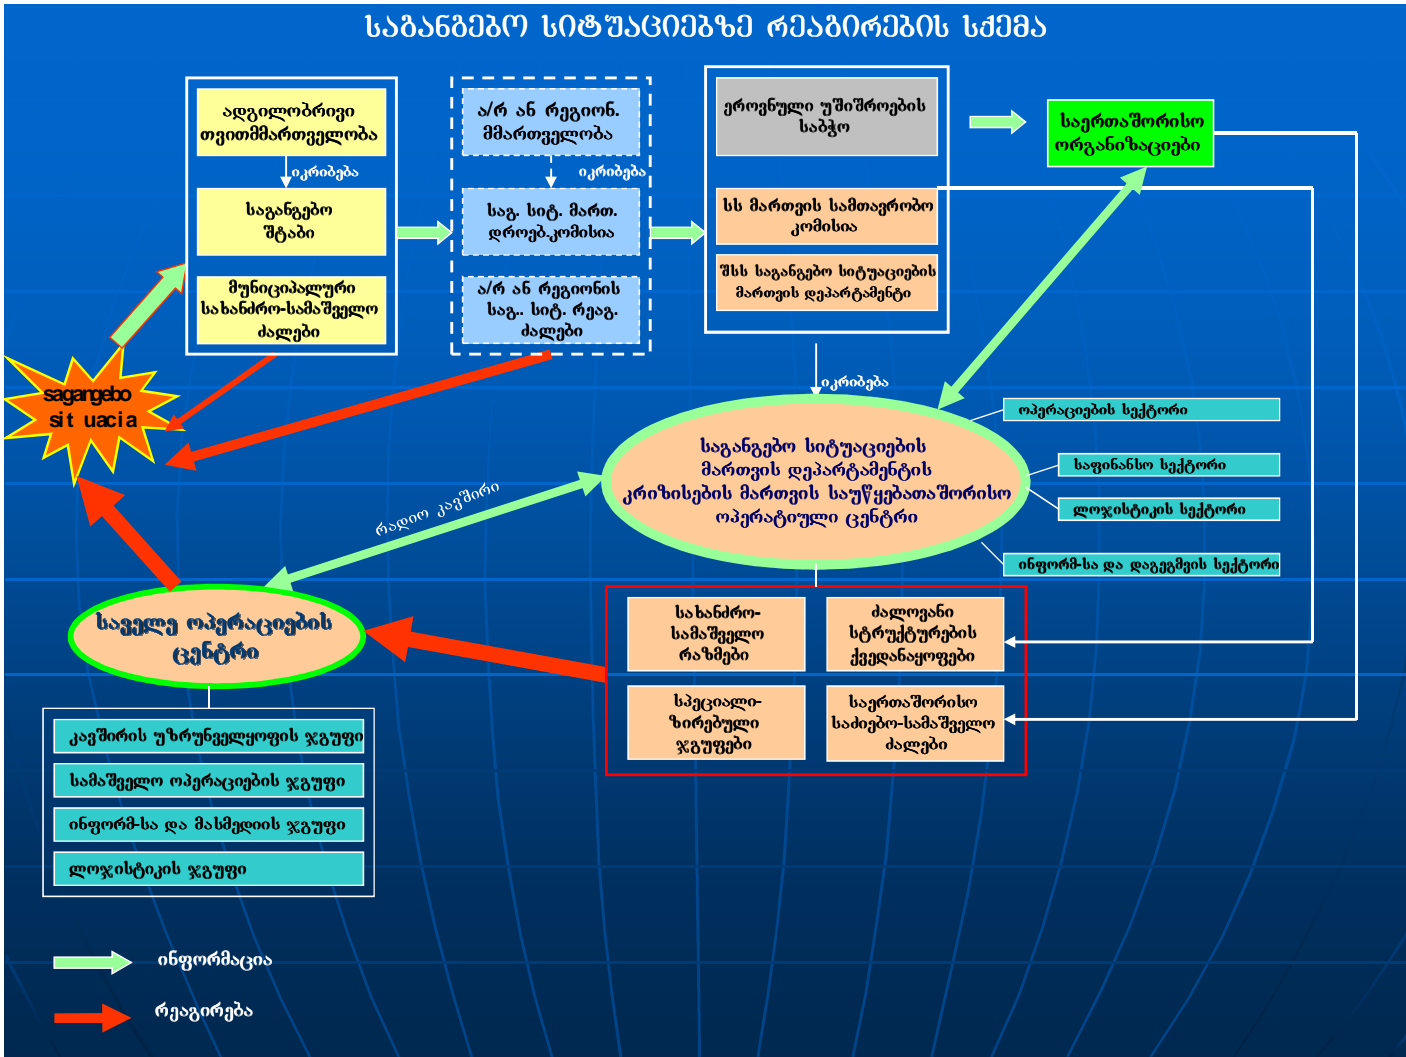 საგანგებო სიტუაციებზე რეაგირების სქემა
ადგილობრივი
თვითმმართველობა
იკრიბება
საგანგებო
შტაბი
მუნიციპალური
სახანძრო-სამაშველო
ძალები
ა/რ ან რეგიონ.
მმართველობა
იკრიბება
საგ. სიტ. მართ.
დროებ.კომისია
ა/რ ან რეგიონის
საგ.. სიტ. რეაგ.
ძალები
ეროვნული უშიშროების
საბჭო
სს მართვის სამთავრობო
კომისია
შსს საგანგებო სიტუაციების
მართვის დეპარტამენტი
საერთაშორისო
ორგანიზაციები
sagangebo
situacia
იკრიბება
საგანგებო სიტუაციების
მართვის დეპარტამენტის
კრიზისების მართვის საუწყებათაშორისო
ოპერატიული ცენტრი
ოპერაციების სექტორი
საფინანსო სექტორი
ლოჯისტიკის სექტორი
ინფორმ-სა და დაგეგმვის სექტორი
რადიო კავშირი
საველე ოპერაციების
ცენტრი
სახანძრო-
სამაშველო
რაზმები
ძალოვანი
სტრუქტურების
ქვედანაყოფები
სპეციალი-
ზირებული
ჯგუფები
საერთაშორისო
საძიებო-სამაშველო
ძალები
კავშირის უზრუნველყოფის ჯგუფი
სამაშველო ოპერაციების ჯგუფი
ინფორმ-სა და მასმედიის ჯგუფი
ლოჯისტიკის ჯგუფი
ინფორმაცია
რეაგირება